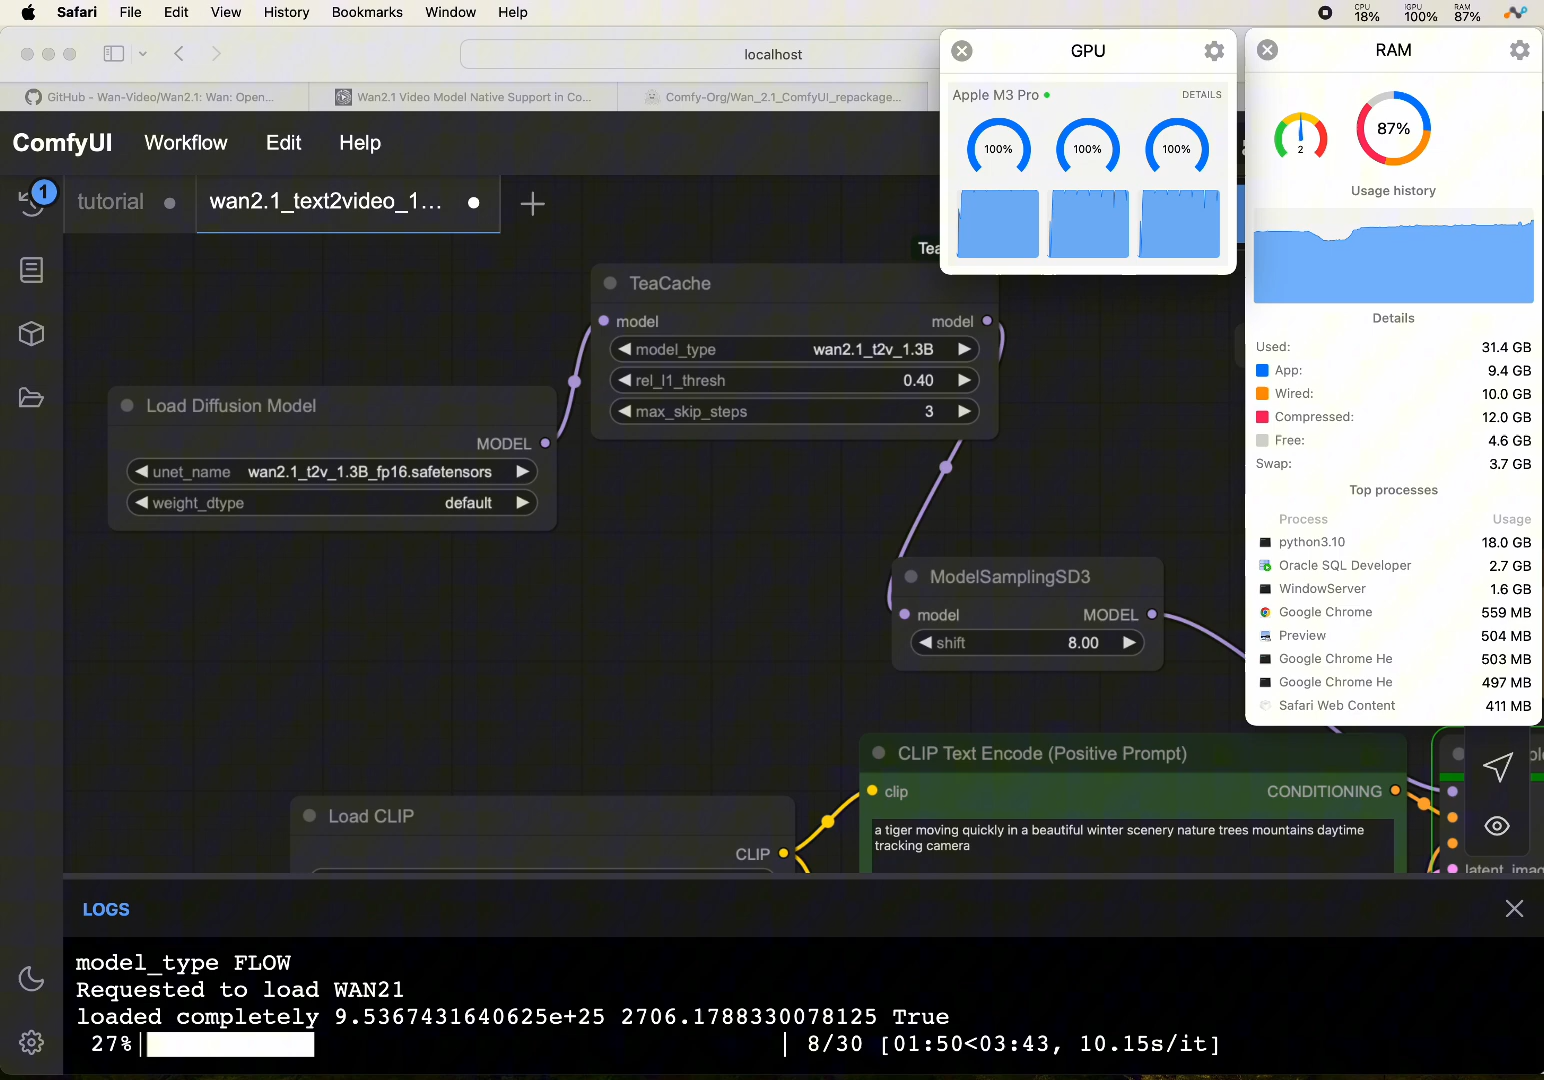 Safari File Edit View History Bookmarks Window Help
CPU 18% IGPU 100% RAM 87%
localhost
GitHub - Wan-Video/Wan2.1: Wan: Open...
Wan2.1 Video Model Native Support in Co...
Comfy-Org/Wan_2.1_ComfyUI_repackage...
ComfyUI Workflow Edit Help
1
tutorial
wan2.1_text2video_1...
GPU
Apple M3 Pro
DETAILS
100% 100% 100%
RAM
2
87%
Usage history
Details
Used: 31.4 GB
App: 9.4 GB
Wired: 10.0 GB
Compressed: 12.0 GB
Free: 4.6 GB
Swap: 3.7 GB
Top processes
Process Usage
python3.10 18.0 GB
Oracle SQL Developer 2.7 GB
WindowServer 1.6 GB
Google Chrome 559 MB
Preview 504 MB
Google Chrome He 503 MB
Google Chrome He 497 MB
Safari Web Content 411 MB
TeaCache
model model
model_type wan2.1_t2v_1.3B
rel_l1_thresh 0.40
max_skip_steps 3
Load Diffusion Model
MODEL
unet_name wan2.1_t2v_1.3B_fp16.safetensors
weight_dtype default
ModelSamplingSD3
model MODEL
shift 8.00
CLIP Text Encode (Positive Prompt)
clip CONDITIONING
a tiger moving quickly in a beautiful winter scenery nature trees mountains daytime
tracking camera
Load CLIP
CLIP
LOGS
model_type FLOW
Requested to load WAN21
loaded completely 9.5367431640625e+25 2706.1788330078125 True
27%| | 8/30 [01:50<03:43, 10.15s/it]